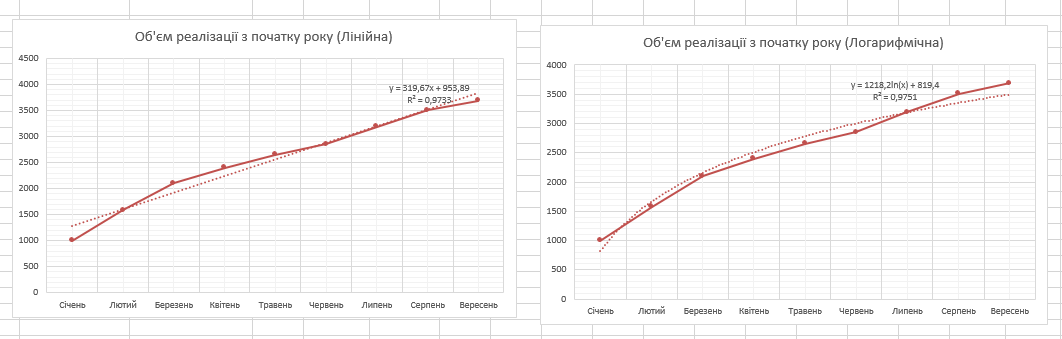 Об'єм реалізації з початку року (Лінійна)
4500
4000
3500
3000
2500
2000
1500
1000
500
0
y = 319,67x + 953,89
R² = 0,9733
Січень Лютий Березень Квітень Травень Червень Липень Серпень Вересень
Об'єм реалізації з початку року (Логарифмічна)
4000
3500
3000
2500
2000
1500
1000
500
0
y = 1218,2ln(x) + 819,4
R² = 0,9751
Січень Лютий Березень Квітень Травень Червень Липень Серпень Вересень